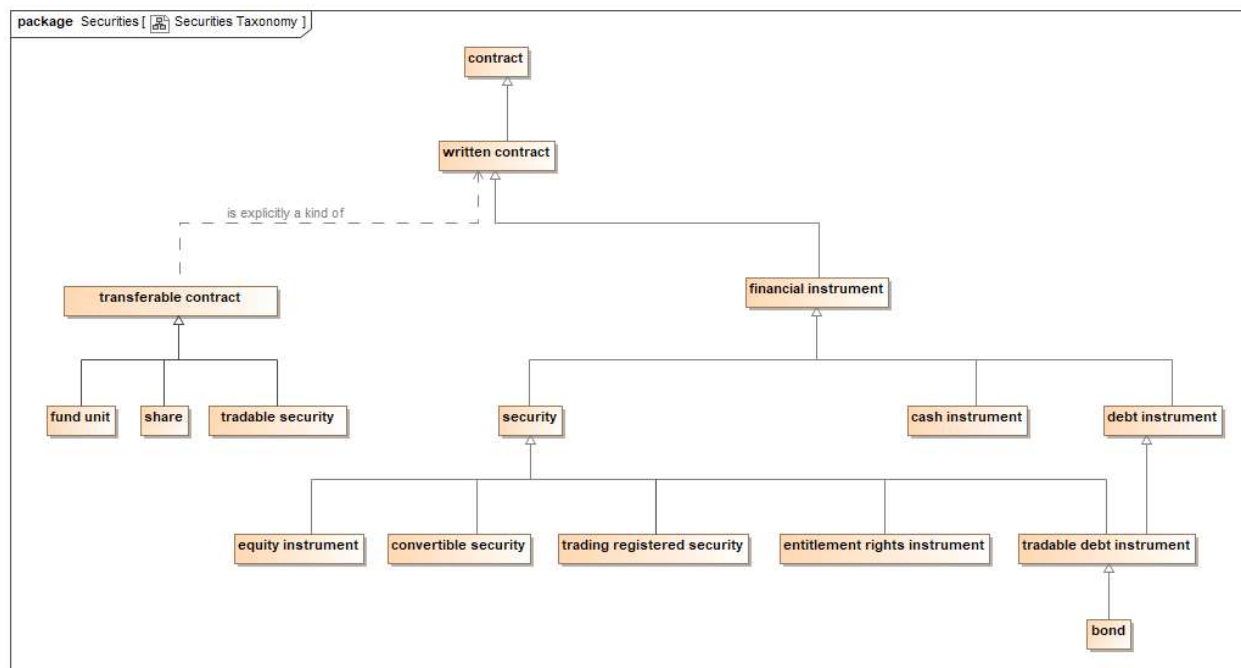 package Securities [ Securities Taxonomy ]
contract
written contract
is explicitly a kind of
transferable contract
financial instrument
fund unit
share
tradable security
security
cash instrument
debt instrument
equity instrument
convertible security
trading registered security
entitlement rights instrument
tradable debt instrument
bond